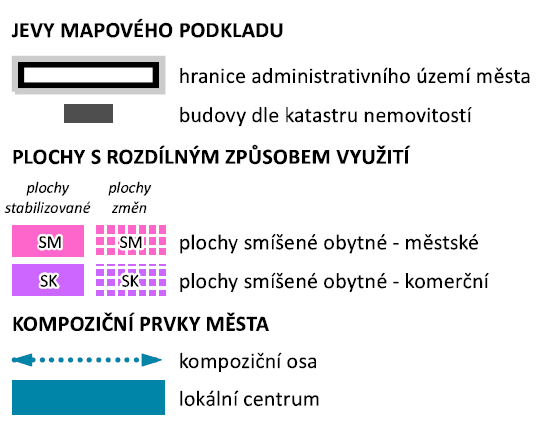 JEVY MAPOVÉHO PODKLADU
hranice administrativního území města
budovy dle katastru nemovitostí
PLOCHY S ROZDÍLNÝM ZPŮSOBEM VYUŽITÍ
plochy stabilizované
plochy změn
SM SM plochy smíšené obytné - městské
SK SK plochy smíšené obytné - komerční
KOMPOZIČNÍ PRVKY MĚSTA
kompoziční osa
lokální centrum